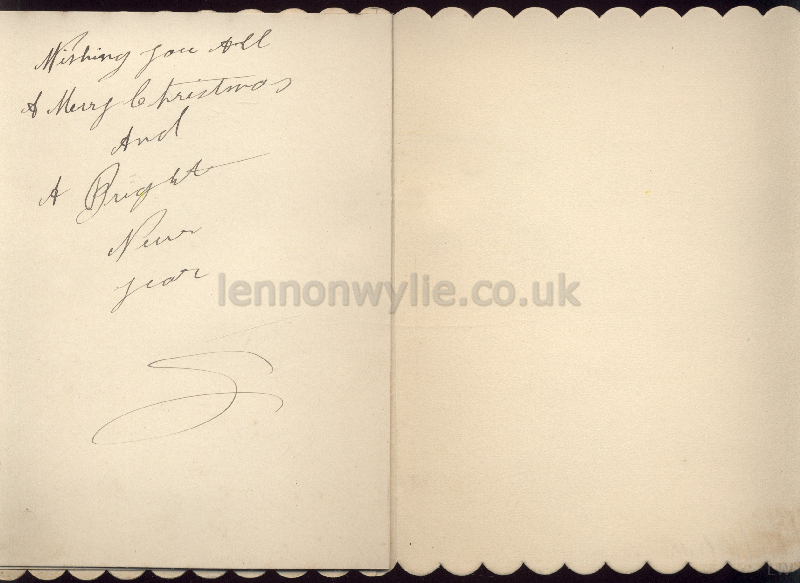 Wishing you All
A Merry Christmas
And
A Bright
New
year
lennonwylie.co.uk